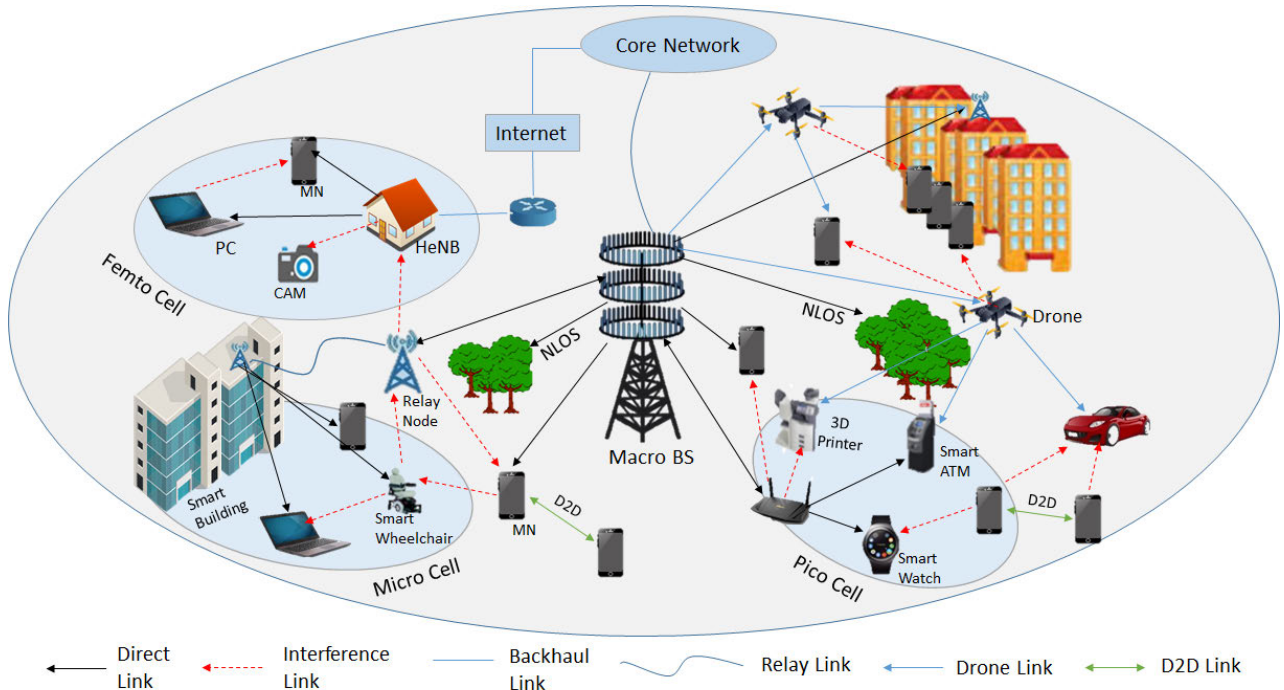 Core Network
Internet
MN
PC
HeNB
CAM
Femto Cell
NLOS
NLOS
Drone
Relay
Node
3D
Printer
Macro BS
Smart
ATM
Smart
Building
Smart
Wheelchair
MN
D2D
D2D
Smart
Watch
Micro Cell
Pico Cell
Direct
Link
Interference
Link
Backhaul
Link
Relay Link
Drone Link
D2D Link